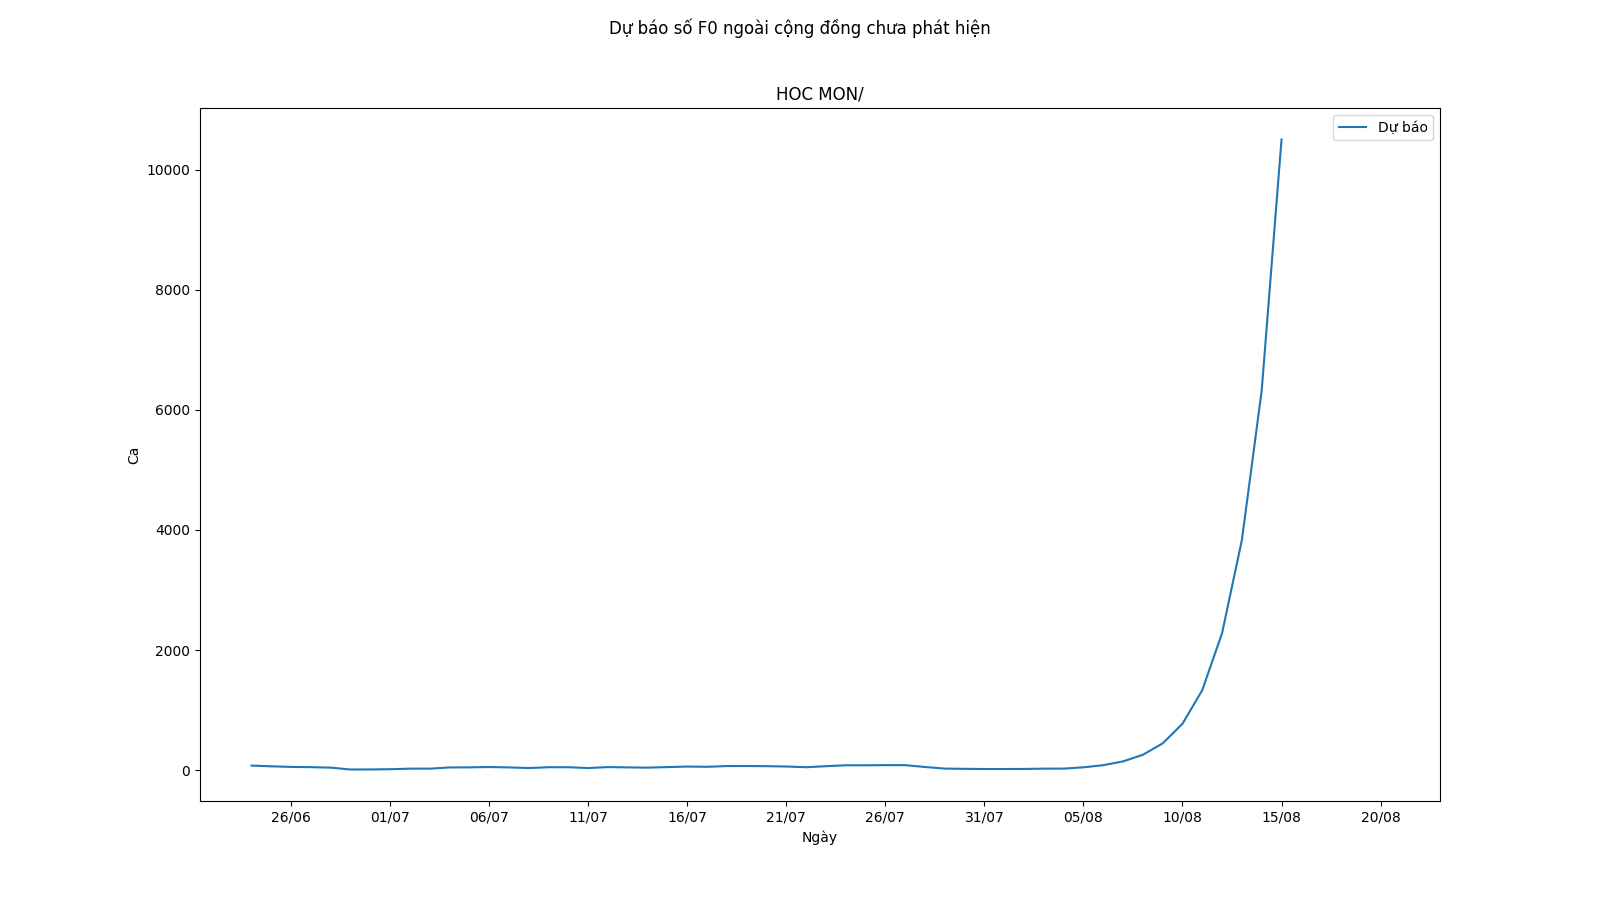 Dự báo số F0 ngoài cộng đồng chưa phát hiện
HOC MON/
Dự báo
10000
8000
6000
4000
2000
0
Ca
26/06 01/07 06/07 11/07 16/07 21/07 26/07 31/07 05/08 10/08 15/08 20/08
Ngày